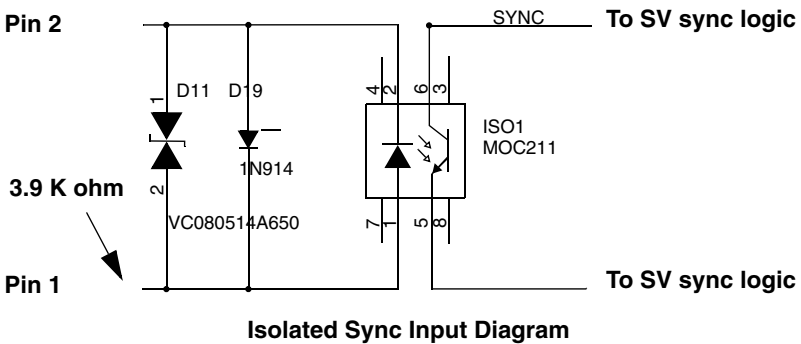 Pin 2
SYNC
To SV sync logic
1
D11
D19
4
2
6
3
ISO1
MOC211
1N914
2
3.9 K ohm
VC080514A650
7
1
5
8
Pin 1
To SV sync logic
Isolated Sync Input Diagram